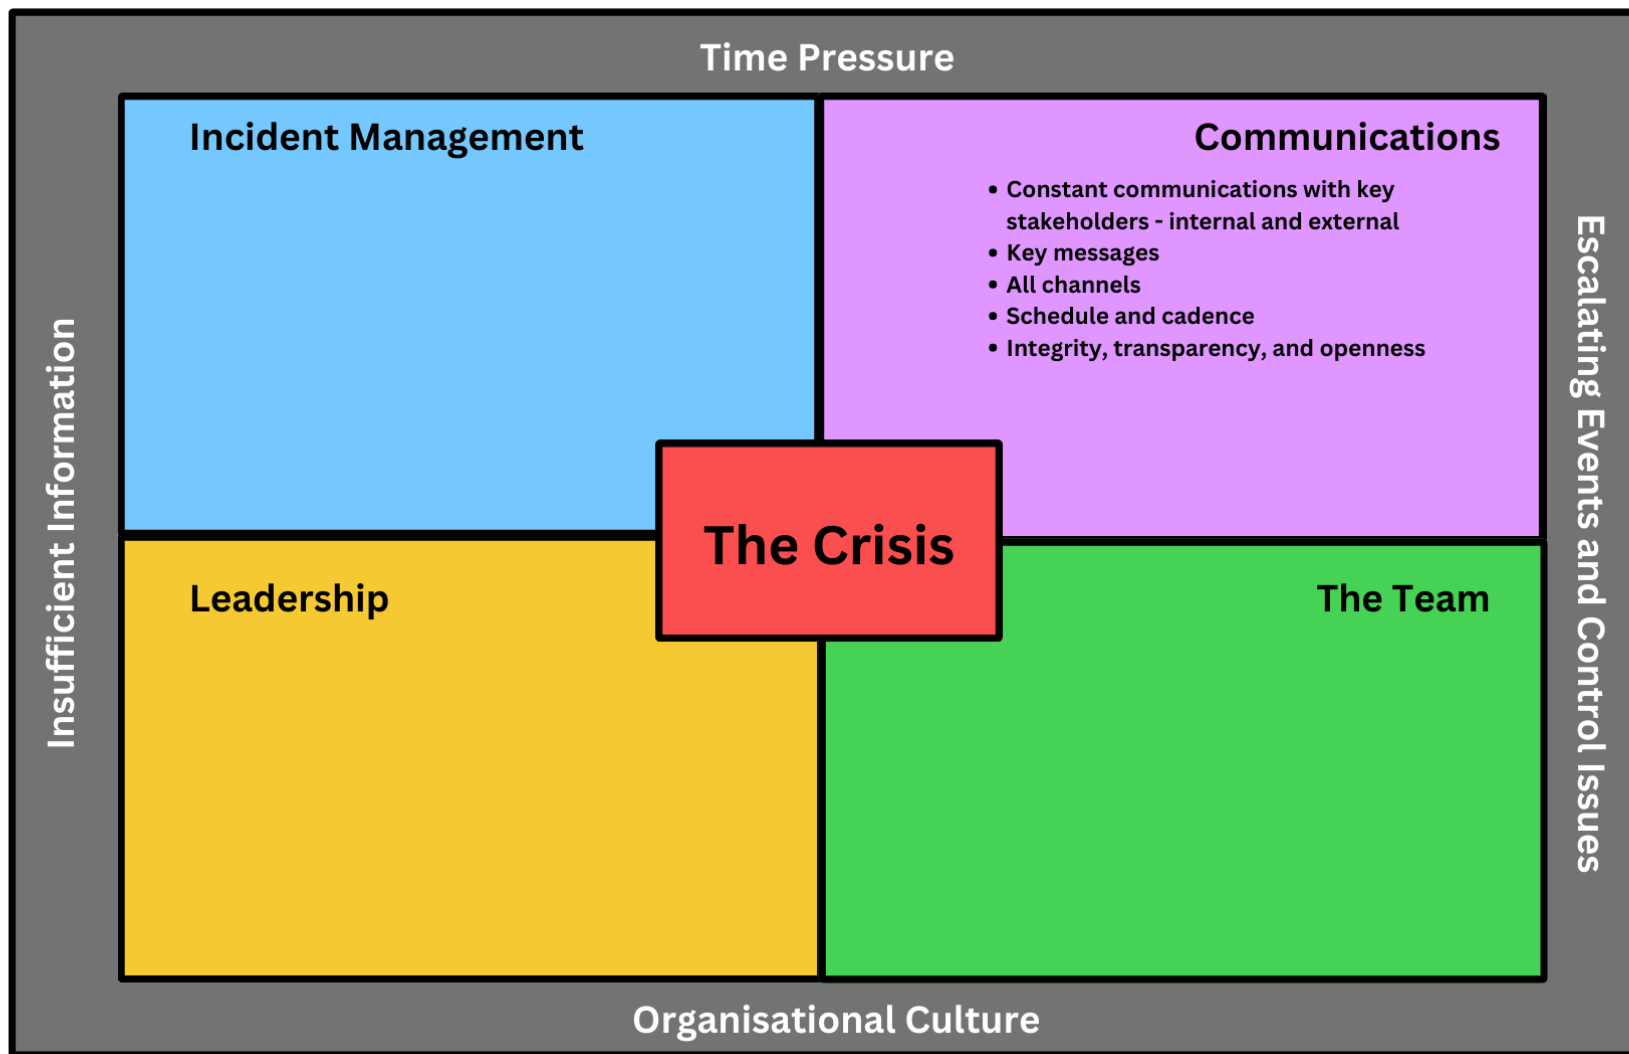 Time Pressure
Incident Management
Communications
• Constant communications with key
stakeholders - internal and external
• Key messages
• All channels
• Schedule and cadence
• Integrity, transparency, and openness
Insufficient Information
Escalating Events and Control Issues
The Crisis
Leadership
The Team
Organisational Culture